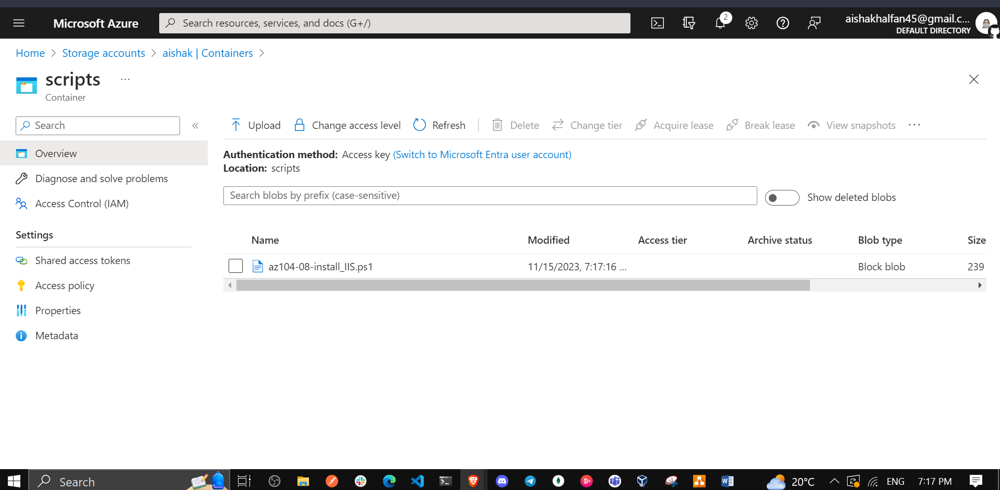 Microsoft Azure
Search resources, services, and docs (G+/)
2
aishakhalfan45@gmail.c...
DEFAULT DIRECTORY
Home > Storage accounts > aishak | Containers >
scripts ...
Container
Search «
Upload Change access level Refresh Delete Change tier Acquire lease Break lease View snapshots ...
Overview
Diagnose and solve problems
Access Control (IAM)
Settings
Shared access tokens
Access policy
Properties
Metadata
Authentication method: Access key (Switch to Microsoft Entra user account)
Location: scripts
Search blobs by prefix (case-sensitive)
Show deleted blobs
Name Modified Access tier Archive status Blob type Size
az104-08-install_IIS.ps1 11/15/2023, 7:17:16 ... Block blob 239
Search
20°C ENG 7:17 PM